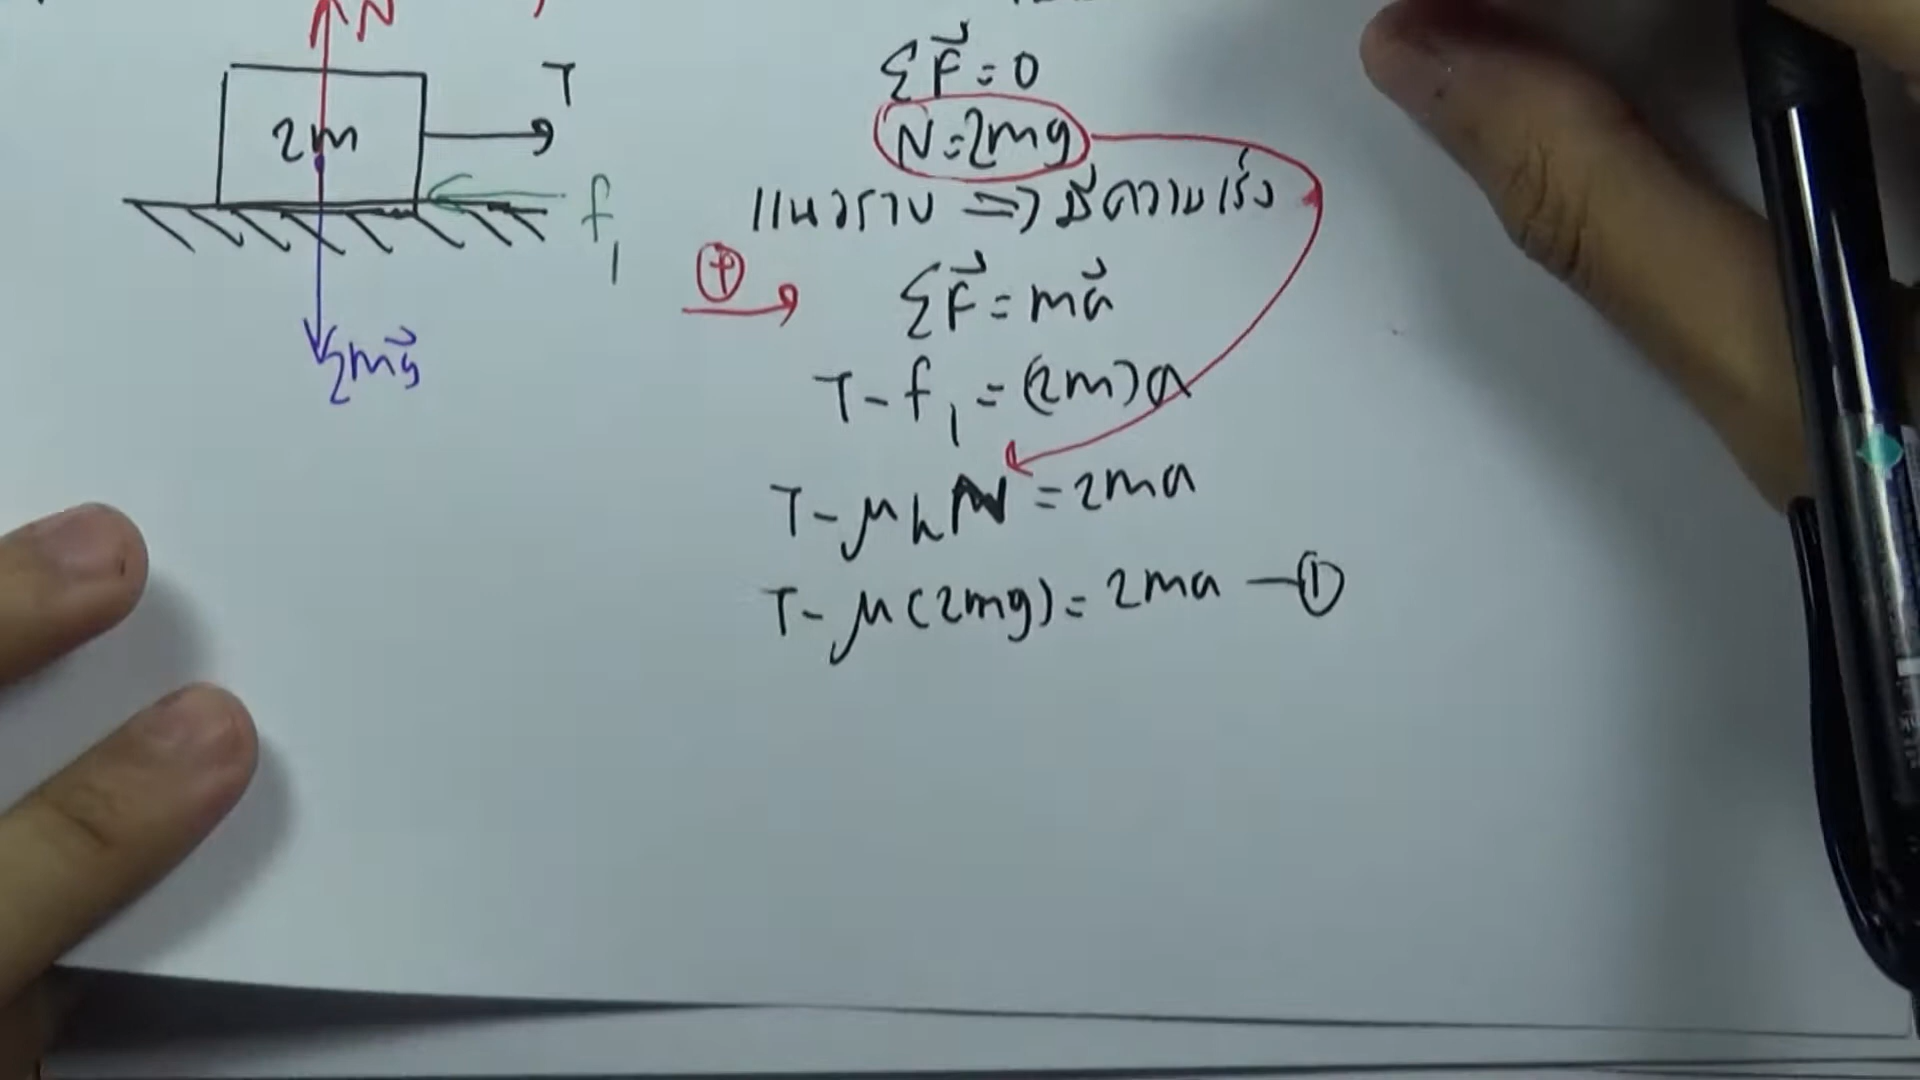 N
2m
T
f₁
2mg⃗
ΣF⃗ = 0
N = 2mg
แนวราบ ⇒ มีความเร่ง
⊕
ΣF⃗ = ma⃗
T - f₁ = (2m)a
T - μₖN = 2ma
T - μ(2mg) = 2ma —①